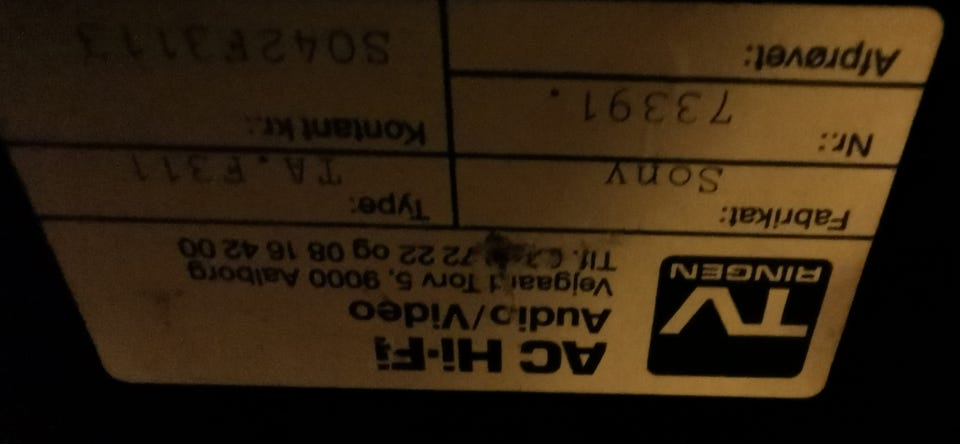 TV
RINGEN
AC Hi-Fi
Audio/Video
Vejgaard Torv 5, 9000 Aalborg
Tlf. 72 22 og 08 16 42 00
Fabrikat:
Sony
Type:
TA.F311
Nr.:
73391.
Kontant kr.:
S042F3113
Afprøvet: